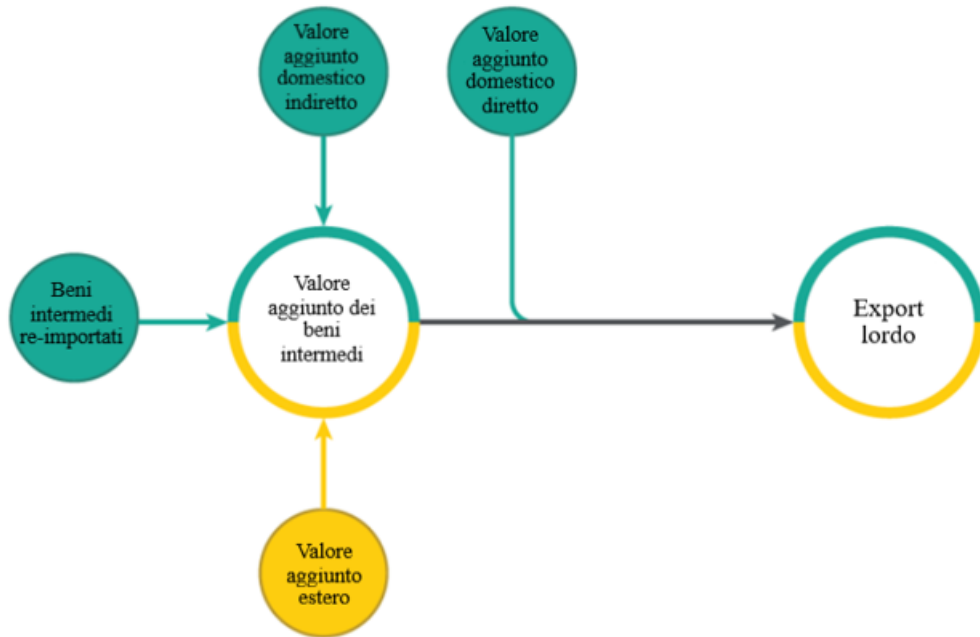 Valore
aggiunto
domestico
indiretto
Valore
aggiunto
domestico
diretto
Beni
intermedi
re-importati
Valore
aggiunto dei
beni
intermedi
Export
lordo
Valore
aggiunto
estero